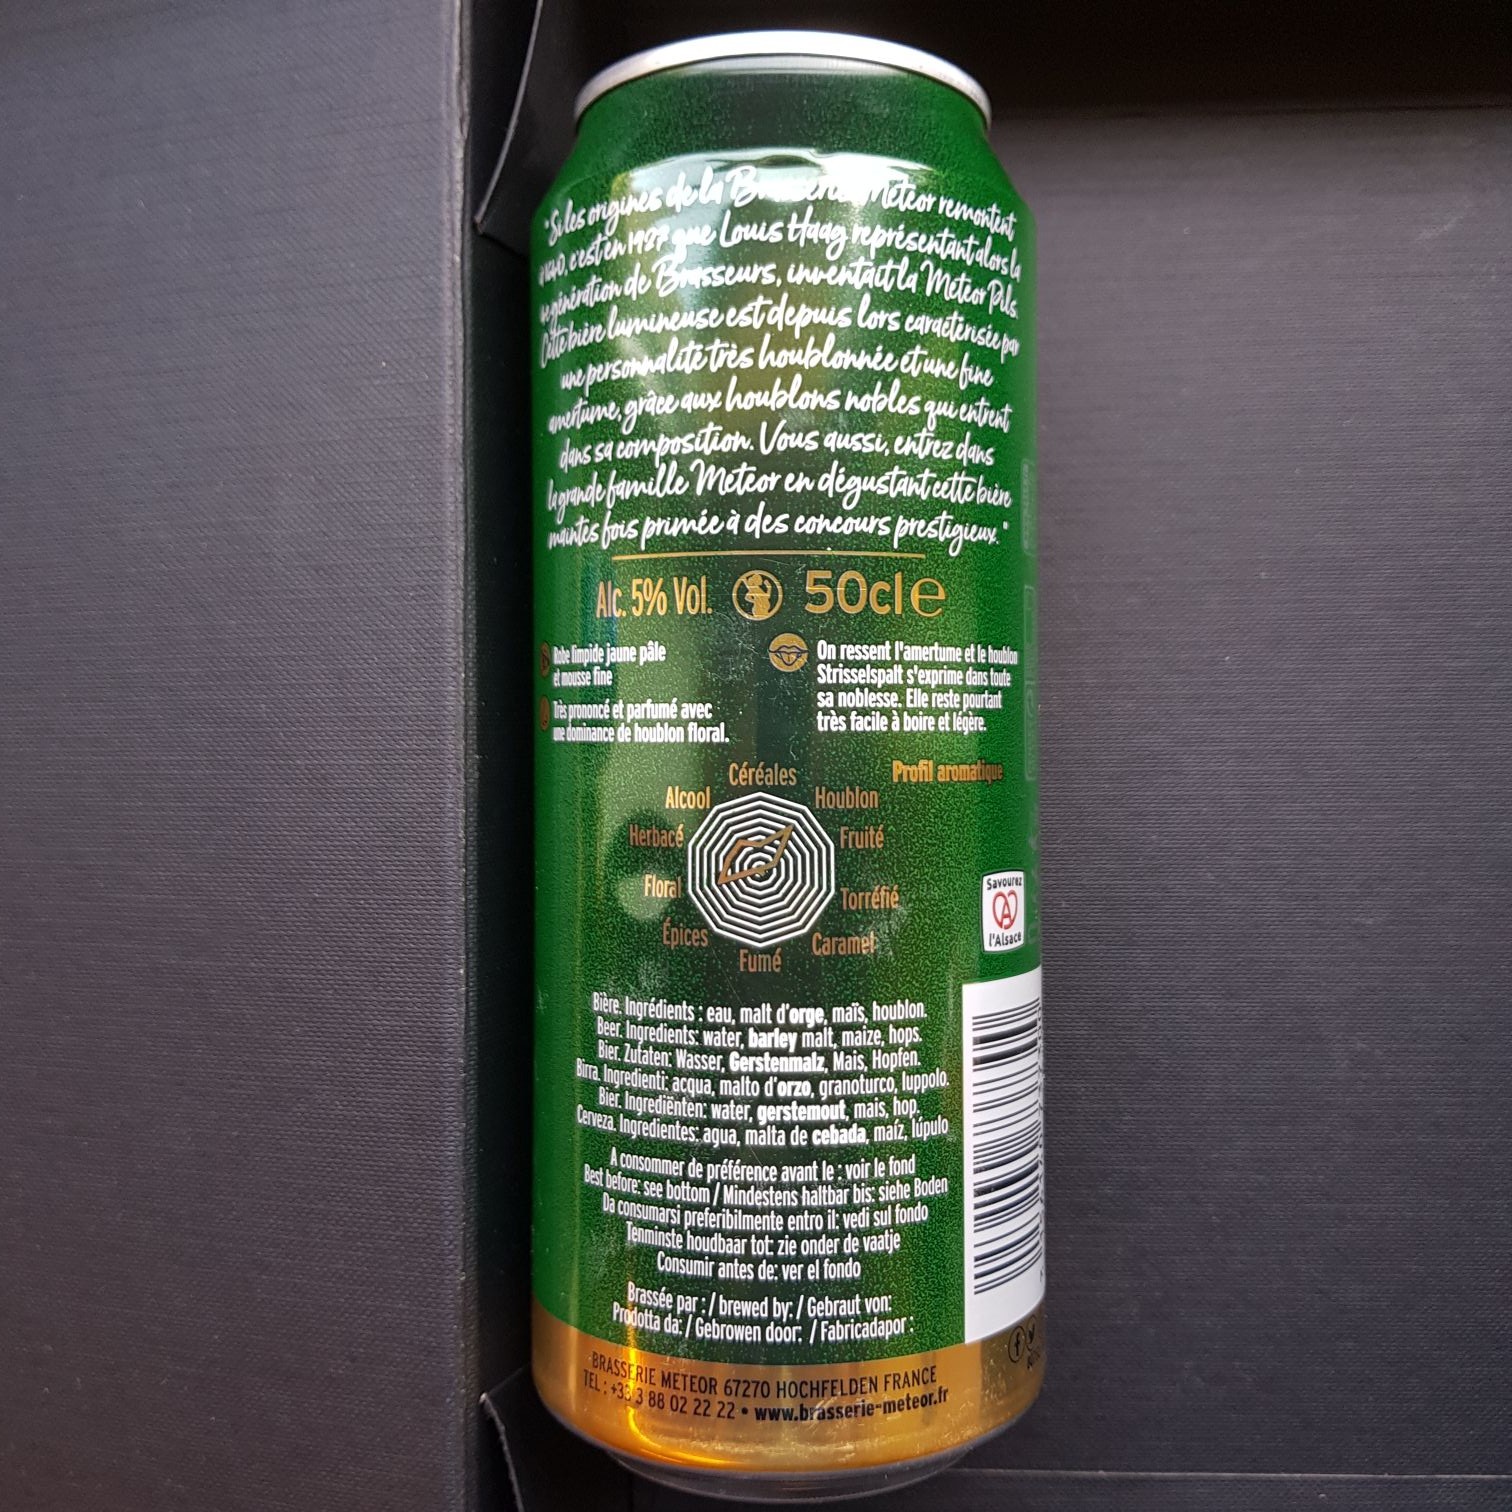 "Si les origines de la Brasserie Meteor remontent
à 1640, c'est en 1927 que Louis Haag représentant alors la
génération de Brasseurs, inventait la Meteor Pils.
Cette bière lumineuse est depuis lors caractérisée par
une personnalité très houblonnée et une fine
amertume, grâce aux houblons nobles qui entrent
dans sa composition. Vous aussi, entrez dans
la grande famille Meteor en dégustant cette bière
maintes fois primée à des concours prestigieux."
Alc. 5% Vol. 50cl e
Robe limpide jaune pâle
et mousse fine
Très prononcé et parfumé avec
une dominance de houblon floral.
On ressent l'amertume et le houblon
Strisselspalt s'exprime dans toute
sa noblesse. Elle reste pourtant
très facile à boire et légère.
Profil aromatique
Céréales
Alcool
Houblon
Herbacé
Fruité
Floral
Torréfié
Épices
Caramel
Fumé
Savourez
l'Alsace
Bière. Ingrédients : eau, malt d'orge, maïs, houblon.
Beer. Ingredients: water, barley malt, maize, hops.
Bier. Zutaten: Wasser, Gerstenmalz, Mais, Hopfen.
Birra. Ingredienti: acqua, malto d'orzo, granoturco, luppolo.
Bier. Ingrediënten: water, gerstemout, mais, hop.
Cerveza. Ingredientes: agua, malta de cebada, maíz, lúpulo
A consommer de préférence avant le : voir le fond
Best before: see bottom / Mindestens haltbar bis: siehe Boden
Da consumarsi preferibilmente entro il: vedi sul fondo
Tenminste houdbaar tot: zie onder de vaatje
Consumir antes de: ver el fondo
Brassée par : / brewed by: / Gebraut von:
Prodotta da: / Gebrowen door: / Fabricadapor :
BRASSERIE METEOR 67270 HOCHFELDEN FRANCE
TEL : +33 3 88 02 22 22 • www.brasserie-meteor.fr